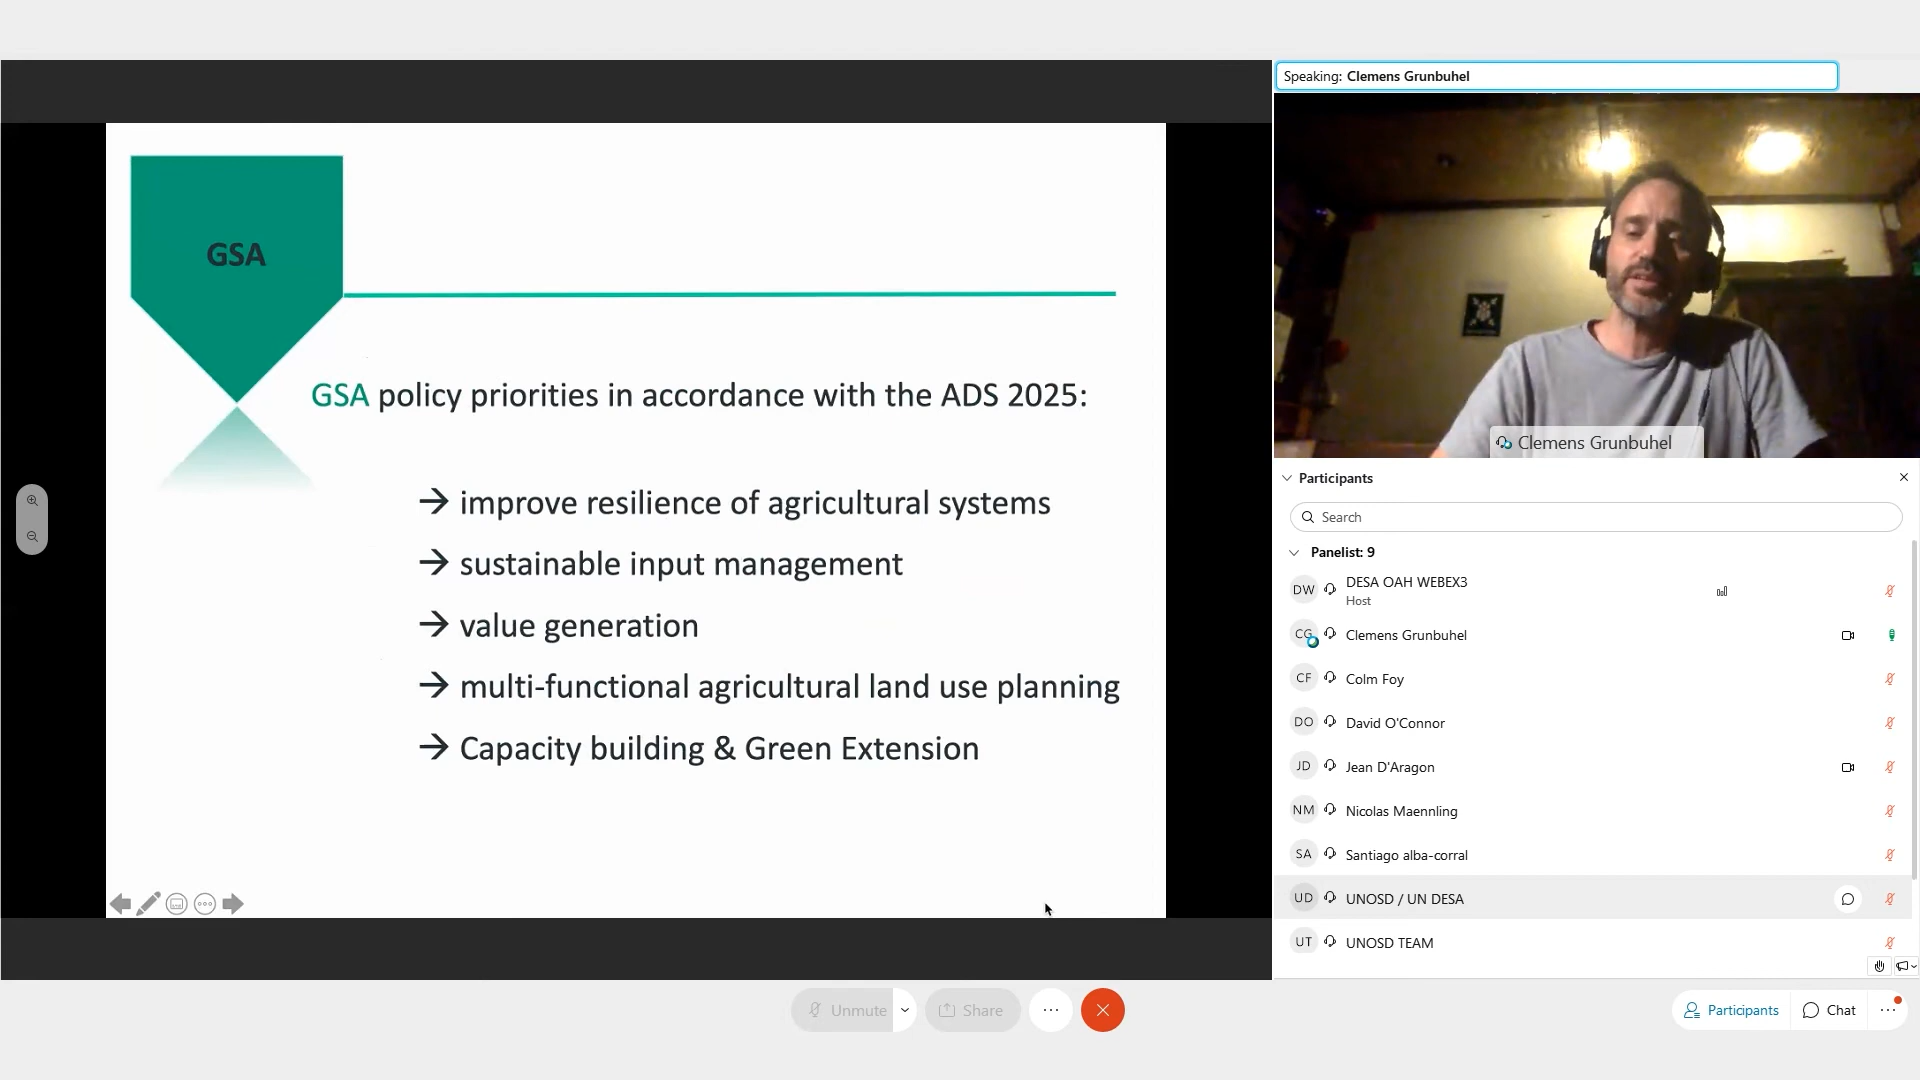 GSA
GSA policy priorities in accordance with the ADS 2025:
→ improve resilience of agricultural systems
→ sustainable input management
→ value generation
→ multi-functional agricultural land use planning
→ Capacity building & Green Extension
Speaking: Clemens Grunbuhel
Clemens Grunbuhel
Participants
Search
Panelist: 9
DW DESA OAH WEBEX3
Host
CG Clemens Grunbuhel
CF Colm Foy
DO David O'Connor
JD Jean D'Aragon
NM Nicolas Maennling
SA Santiago alba-corral
UD UNOSD / UN DESA
UT UNOSD TEAM
Unmute
Share
Participants
Chat